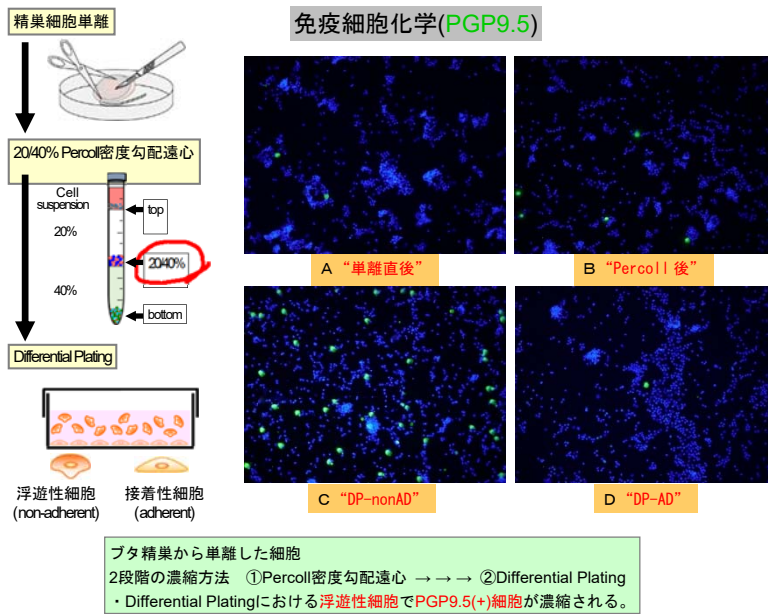 免疫細胞化学(PGP9.5)
精巣細胞単離
20/40% Percoll密度勾配遠心
Cell
suspension
top
20%
20/40%
40%
bottom
Differential Plating
浮遊性細胞
(non-adherent)
接着性細胞
(adherent)
A “単離直後”
B “Percoll 後”
C “DP-nonAD”
D “DP-AD”
ブタ精巣から単離した細胞
2段階の濃縮方法 ①Percoll密度勾配遠心 →→→ ②Differential Plating
・Differential Platingにおける浮遊性細胞でPGP9.5(+)細胞が濃縮される。